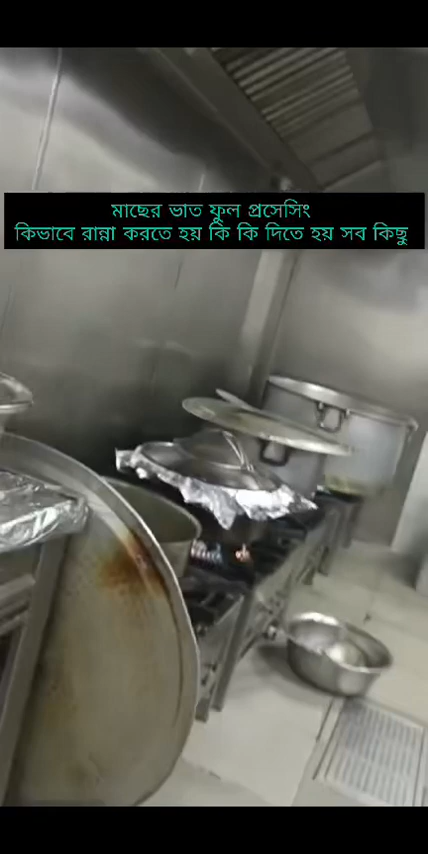 মাছের ভাত ফুল প্রসেসিং
কিভাবে রান্না করতে হয় কি কি দিতে হয় সব কিছু